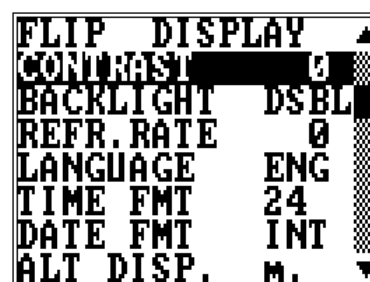 FLIP DISPLAY
CONTRAST 0
BACKLIGHT DSBL
REFR.RATE 0
LANGUAGE ENG
TIME FMT 24
DATE FMT INT
ALT DISP. m.